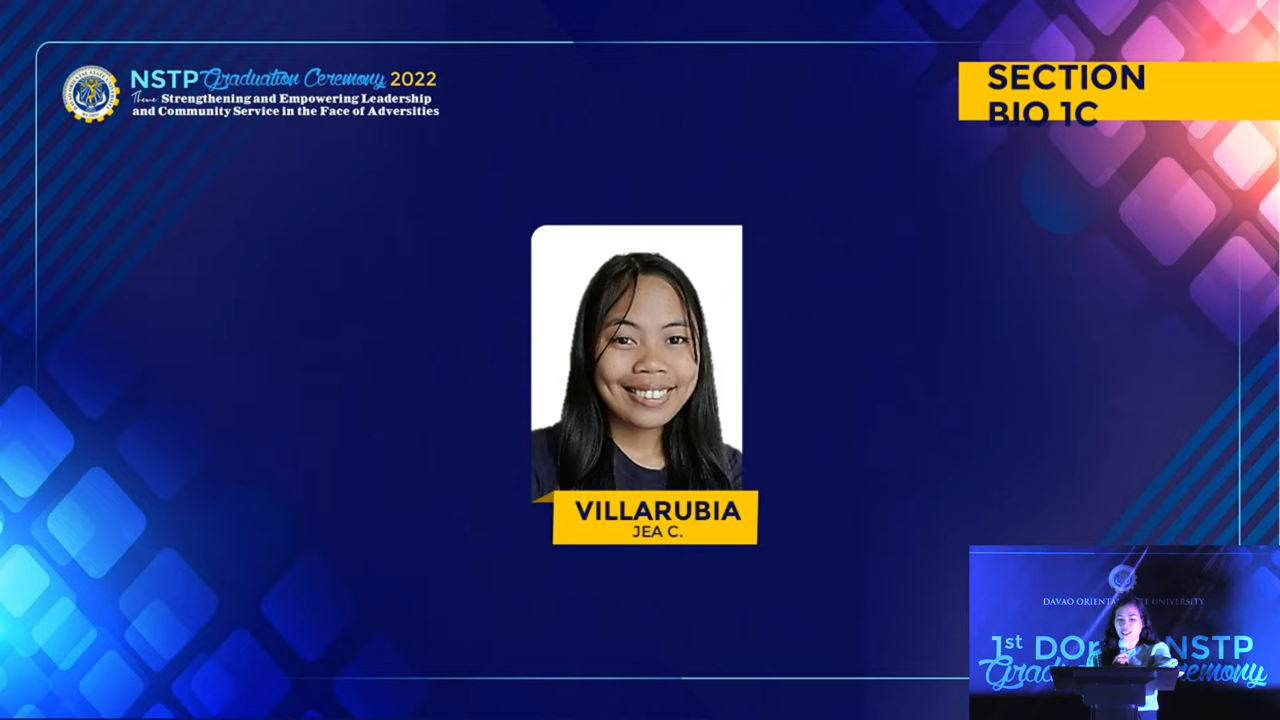 NSTP Graduation Ceremony 2022
Theme: Strengthening and Empowering Leadership
and Community Service in the Face of Adversities
SECTION
BIO 1C
VILLARUBIA
JEA C.
DAVAO ORIENTAL UNIVERSITY
1st NSTP